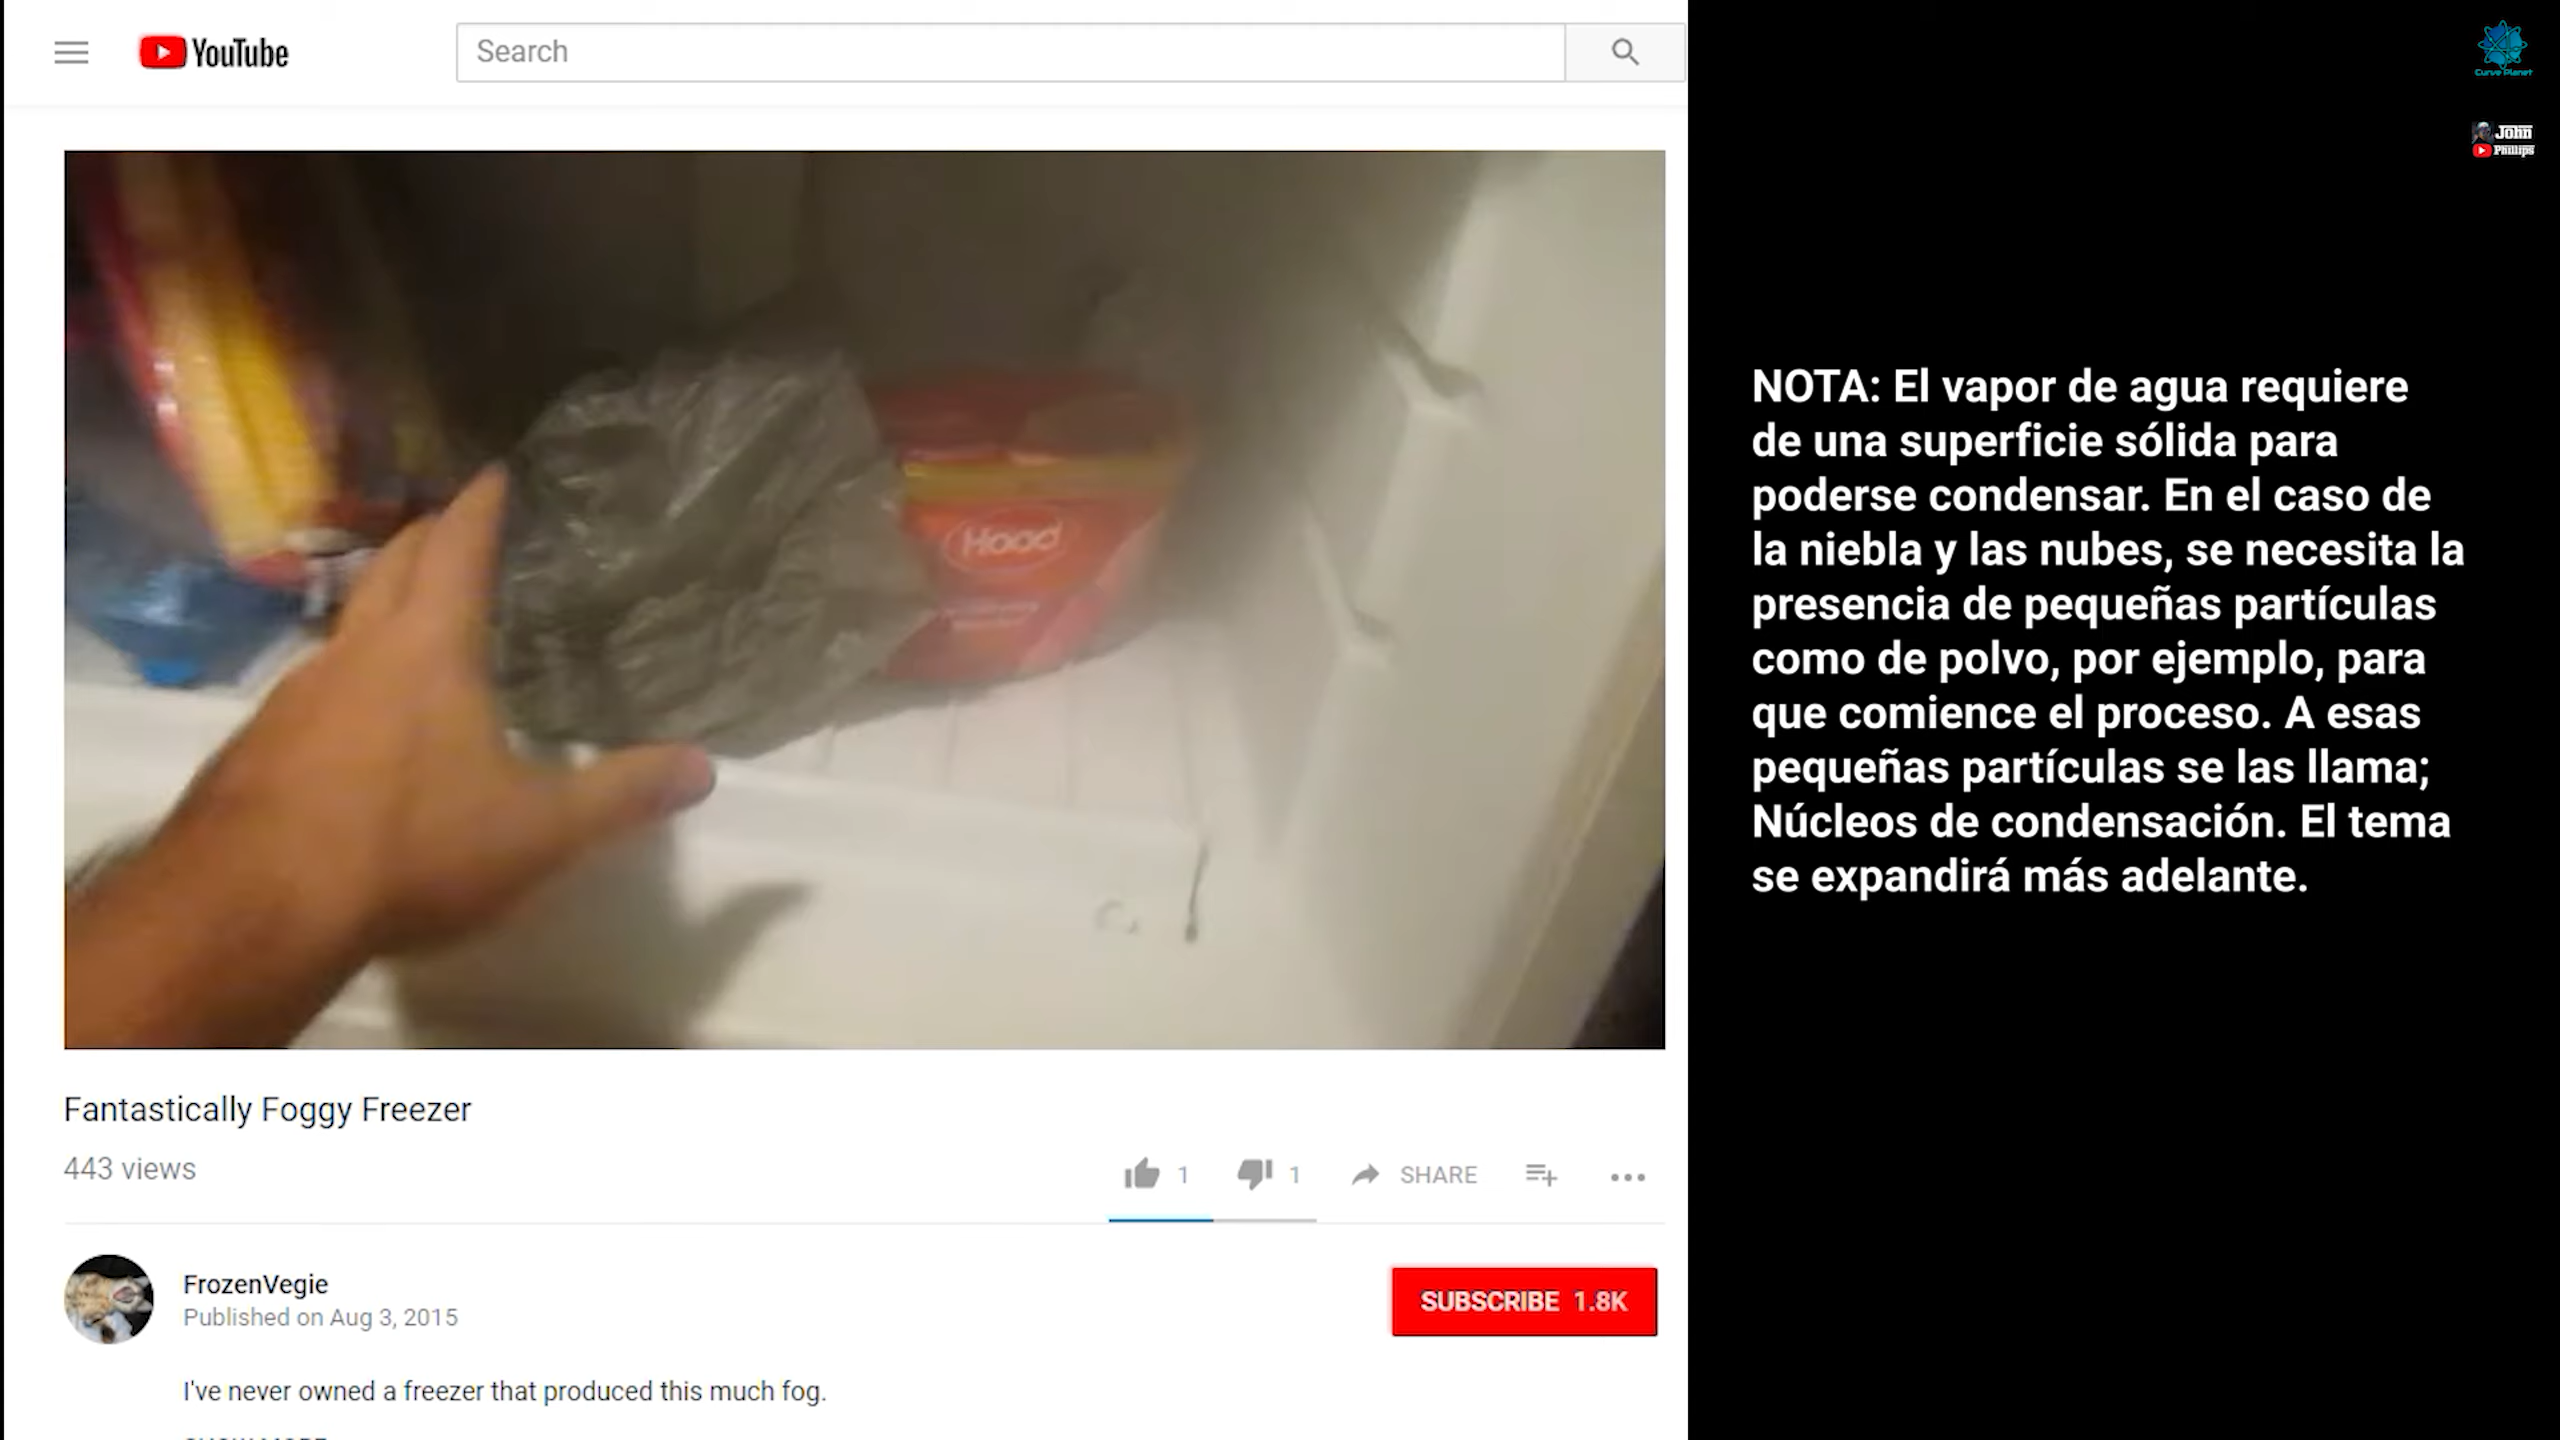 YouTube
Search
Curve Planet
John
Phillips
Hood
NOTA: El vapor de agua requiere
de una superficie sólida para
poderse condensar. En el caso de
la niebla y las nubes, se necesita la
presencia de pequeñas partículas
como de polvo, por ejemplo, para
que comience el proceso. A esas
pequeñas partículas se las llama;
Núcleos de condensación. El tema
se expandirá más adelante.
Fantastically Foggy Freezer
443 views
1 1 SHARE
FrozenVegie
Published on Aug 3, 2015
SUBSCRIBE 1.8K
I've never owned a freezer that produced this much fog.